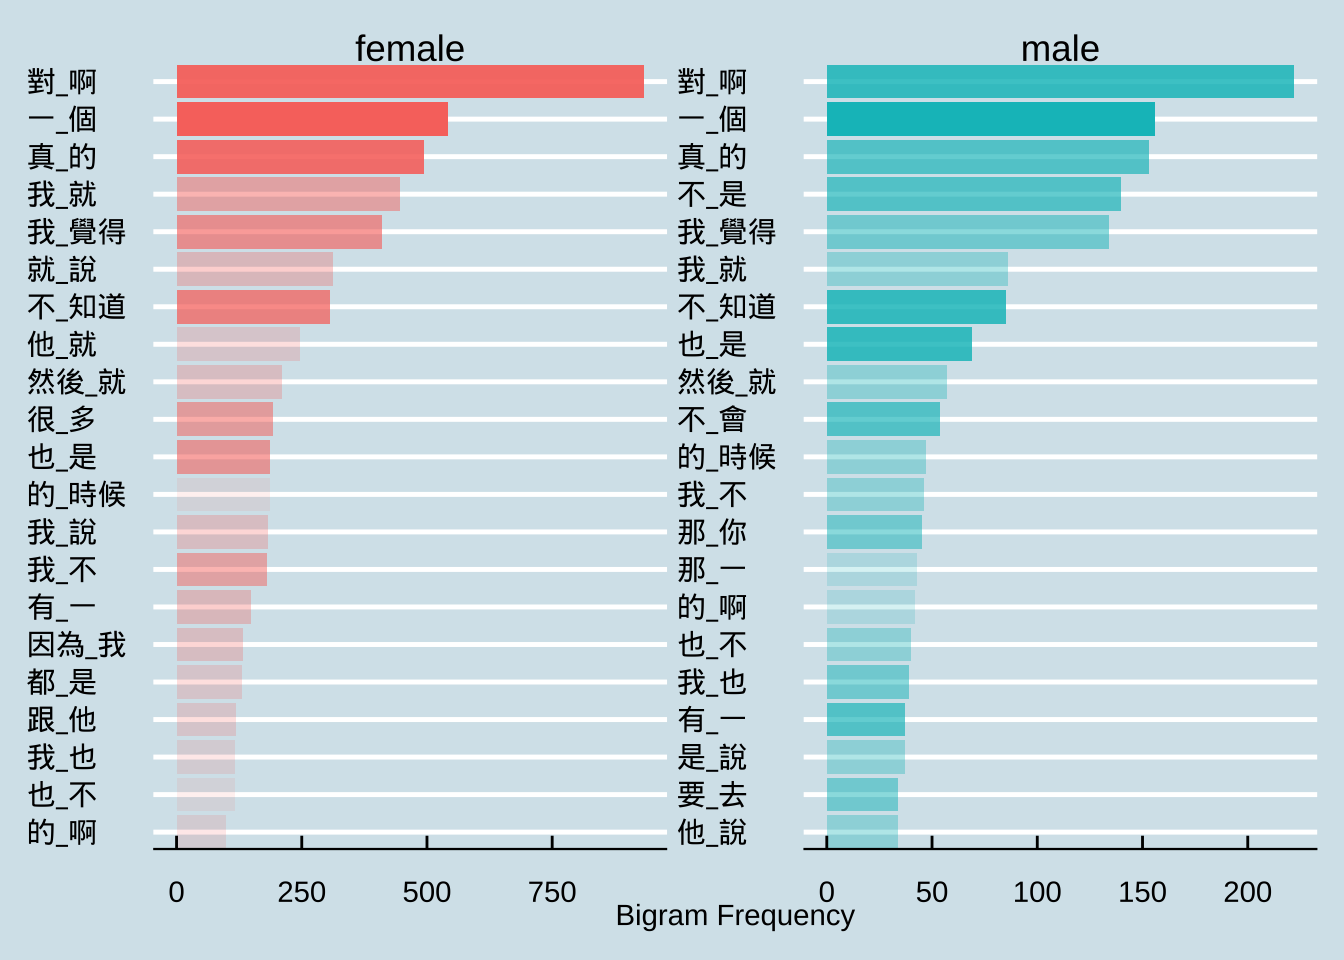 female
對_啊
一_個
真_的
我_就
我_覺得
就_說
不_知道
他_就
然後_就
很_多
也_是
的_時候
我_說
我_不
有_一
因為_我
都_是
跟_他
我_也
也_不
的_啊
0 250 500 750
male
對_啊
一_個
真_的
不_是
我_覺得
我_就
不_知道
也_是
然後_就
不_會
的_時候
我_不
那_你
那_一
的_啊
也_不
我_也
有_一
是_說
要_去
他_說
0 50 100 150 200
Bigram Frequency